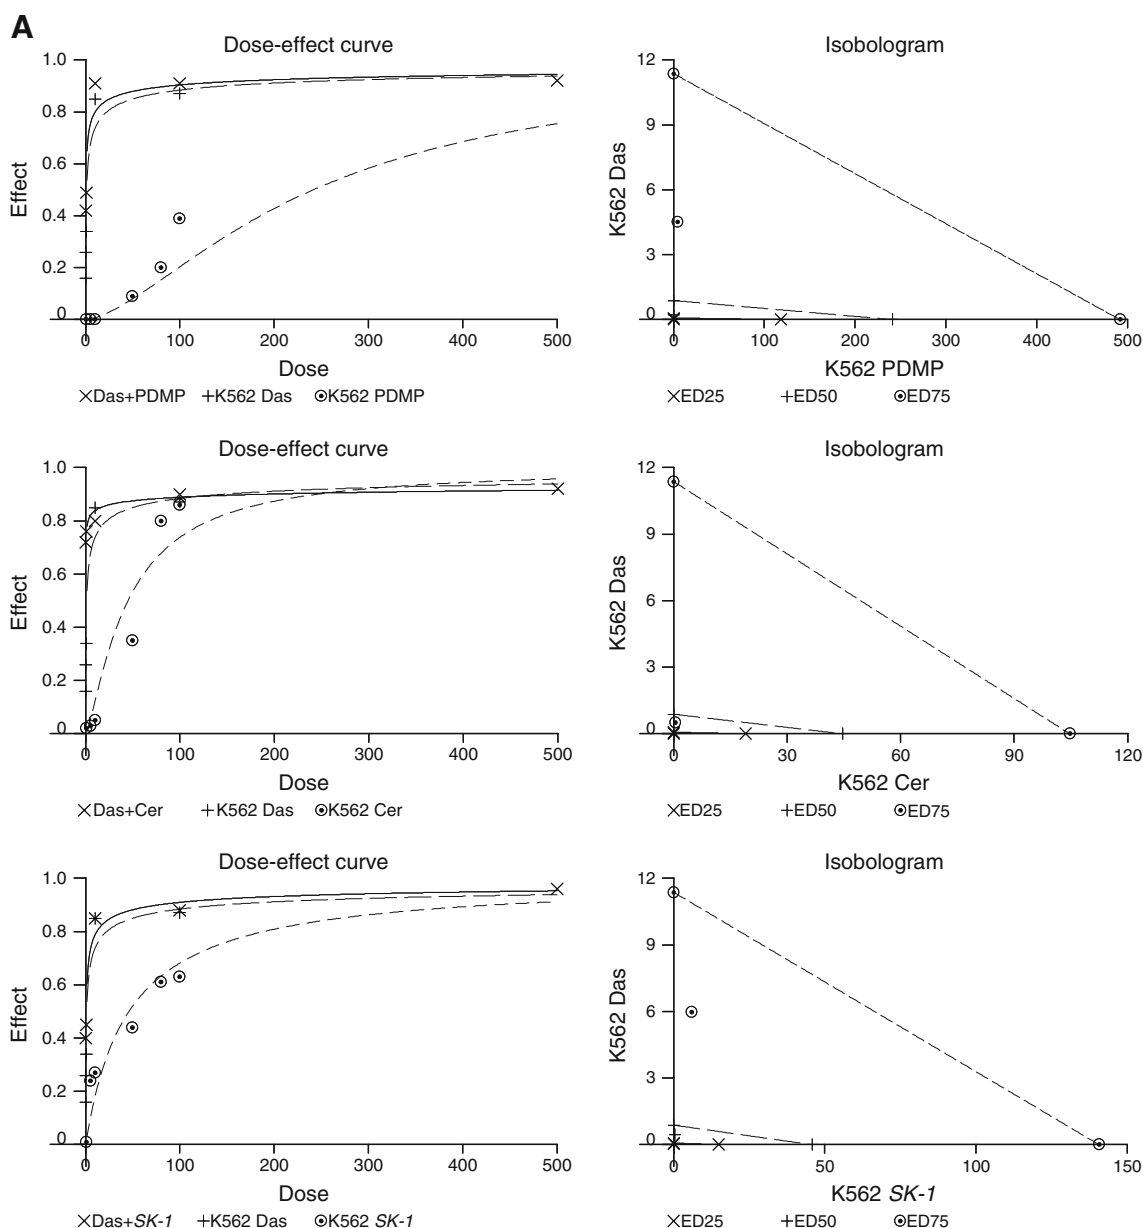 A
Dose-effect curve
1.0
0.8
0.6
0.4
0.2
0
Effect
0 100 200 300 400 500
Dose
×Das+PDMP +K562 Das ⊙K562 PDMP
Isobologram
12
9
6
3
0
K562 Das
0 100 200 300 400 500
K562 PDMP
×ED25 +ED50 ⊙ED75
Dose-effect curve
1.0
0.8
0.6
0.4
0.2
0
Effect
0 100 200 300 400 500
Dose
×Das+Cer +K562 Das ⊙K562 Cer
Isobologram
12
9
6
3
0
K562 Das
0 30 60 90 120
K562 Cer
×ED25 +ED50 ⊙ED75
Dose-effect curve
1.0
0.8
0.6
0.4
0.2
0
Effect
0 100 200 300 400 500
Dose
×Das+SK-1 +K562 Das ⊙K562 SK-1
Isobologram
12
9
6
3
0
K562 Das
0 50 100 150
K562 SK-1
×ED25 +ED50 ⊙ED75